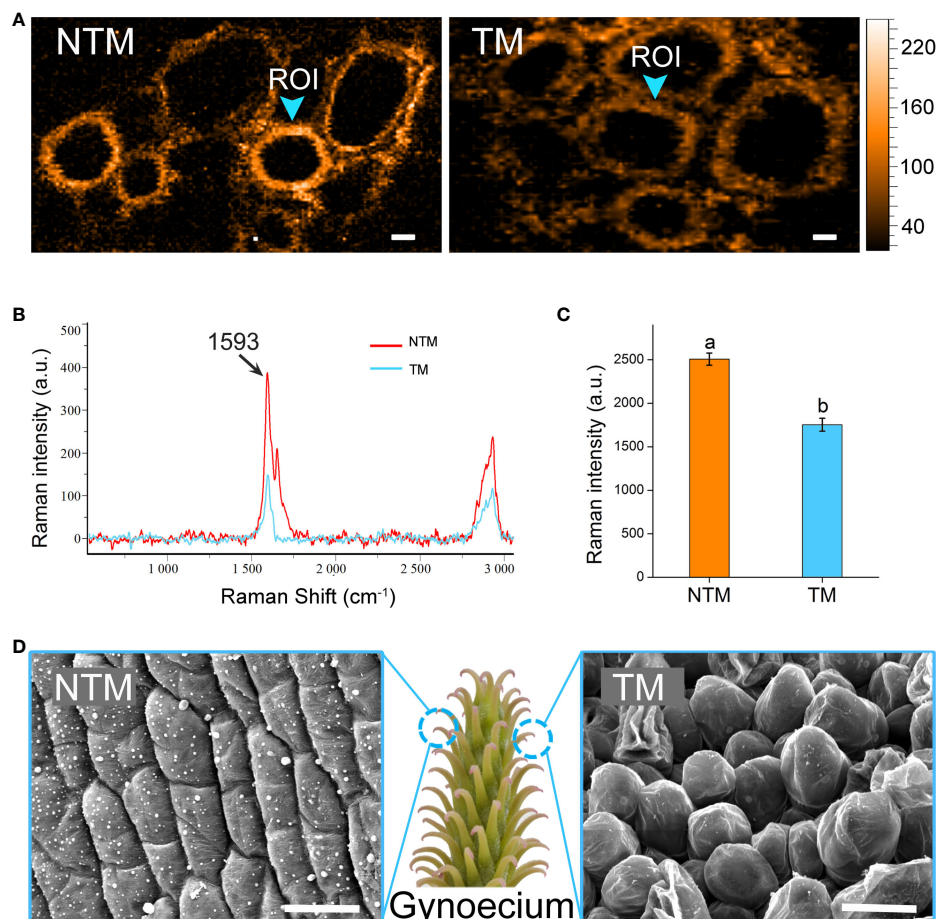 A
NTM
ROI
TM
ROI
220
160
100
40
B
Raman intensity (a.u.)
500
400
300
200
100
0
1593
NTM
TM
1 000
1 500
2 000
2 500
3 000
Raman Shift (cm-1)
C
Raman intensity (a.u.)
2500
2000
1500
1000
500
0
a
b
NTM
TM
D
NTM
TM
Gynoecium